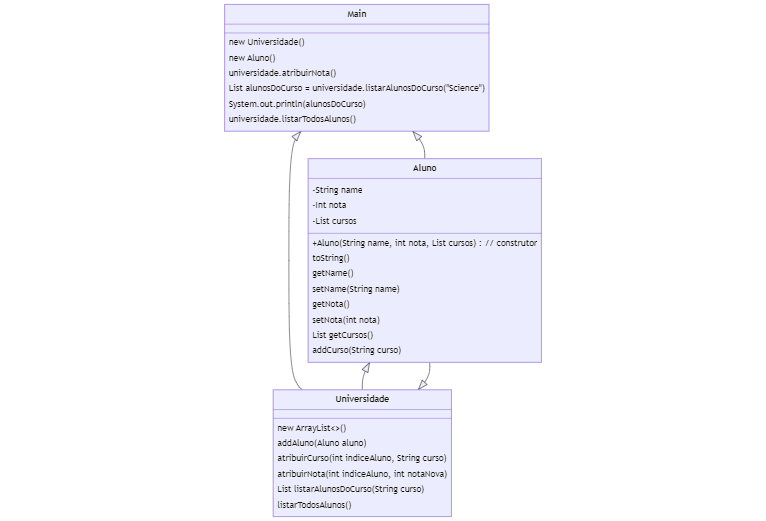 Main
new Universidade()
new Aluno()
universidade.atribuirNota()
List alunosDoCurso = universidade.listarAlunosDoCurso("Science")
System.out.println(alunosDoCurso)
universidade.listarTodosAlunos()
Aluno
-String name
-Int nota
-List cursos
+Aluno(String name, int nota, List cursos) : // construtor
toString()
getName()
setName(String name)
getNota()
setNota(int nota)
List getCursos()
addCurso(String curso)
Universidade
new ArrayList<>()
addAluno(Aluno aluno)
atribuirCurso(int indiceAluno, String curso)
atribuirNota(int indiceAluno, int notaNova)
List listarAlunosDoCurso(String curso)
listarTodosAlunos()